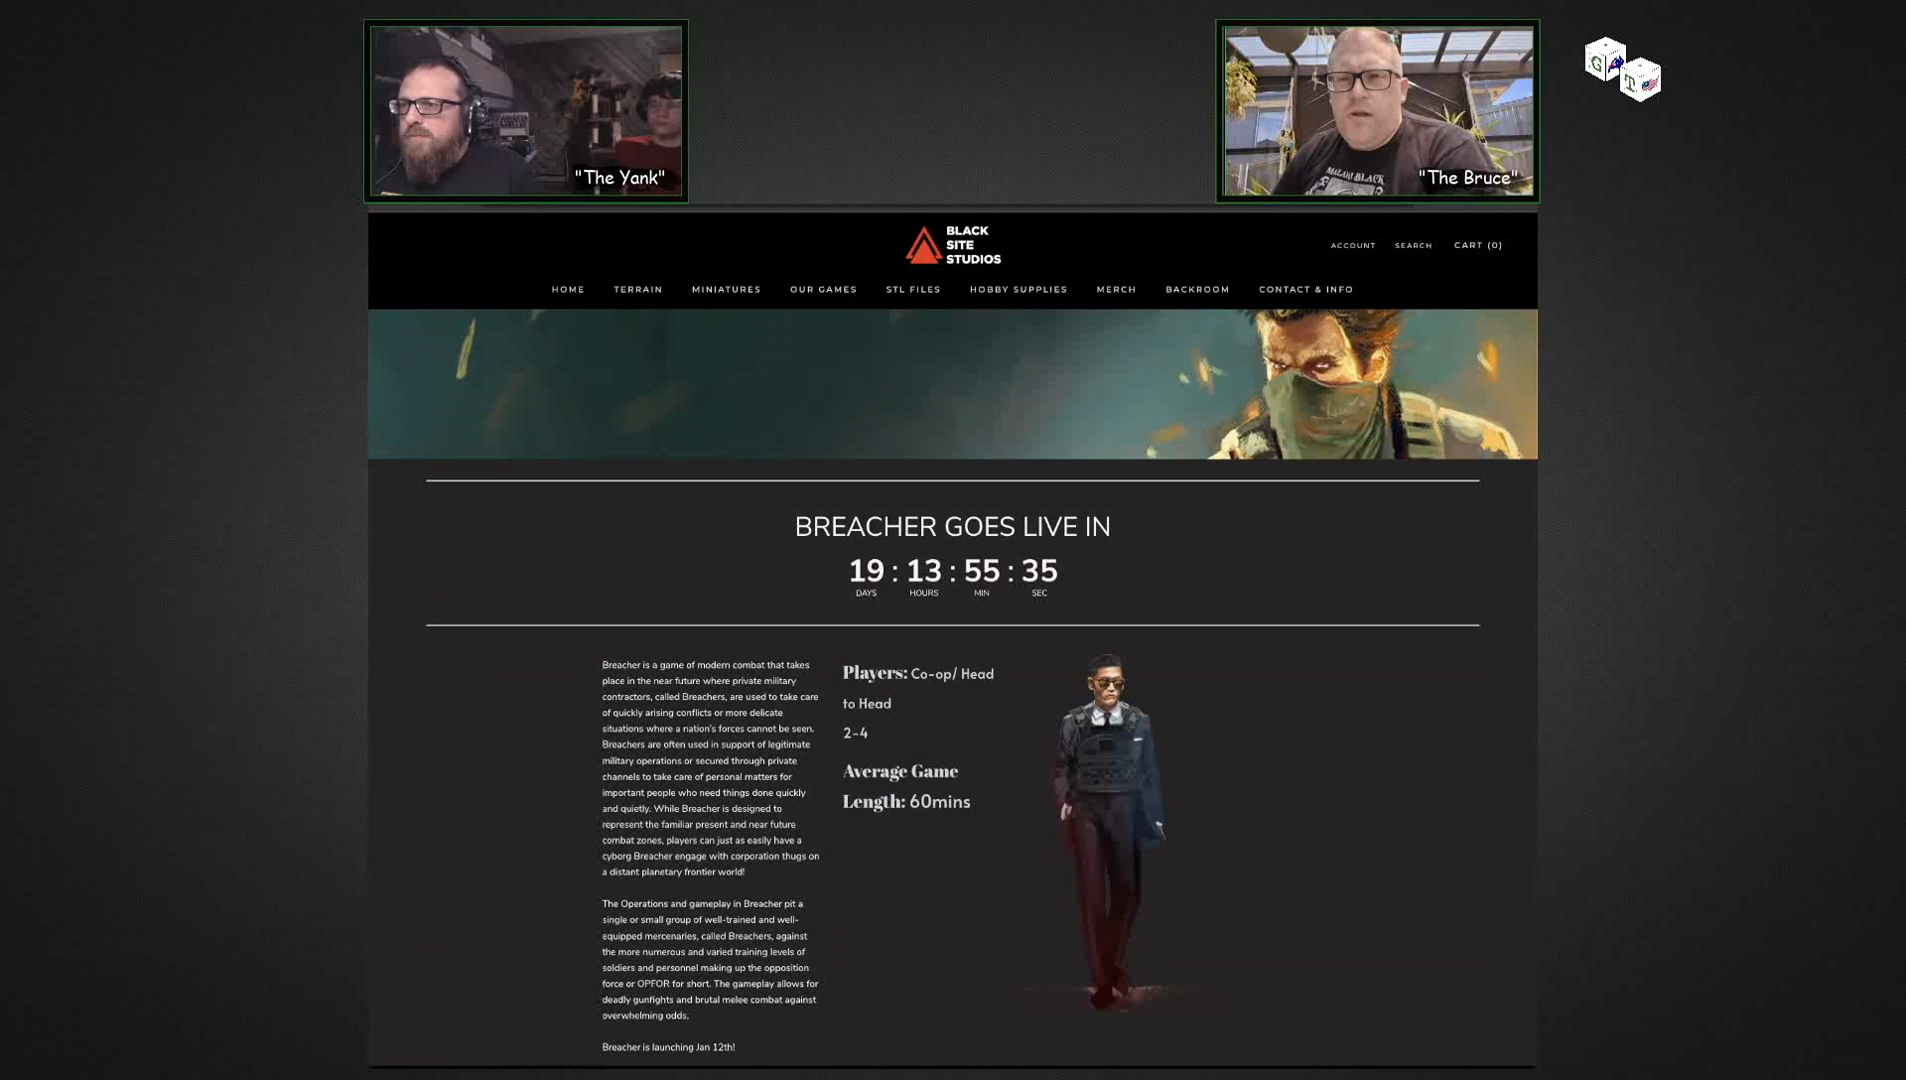 "The Yank"
"The Bruce"
G
T
BLACK
SITE
STUDIOS
ACCOUNT SEARCH CART (0)
HOME TERRAIN MINIATURES OUR GAMES STL FILES HOBBY SUPPLIES MERCH BACKROOM CONTACT & INFO
BREACHER GOES LIVE IN
19 : 13 : 55 : 35
DAYS HOURS MIN SEC
Breacher is a game of modern combat that takes
place in the near future where private military
contractors, called Breachers, are used to take care
of quickly arising conflicts or more delicate
situations where a nation's forces cannot be seen.
Breachers are often used in support of legitimate
military operations or secured through private
channels to take care of personal matters for
important people who need things done quickly
and quietly. While Breacher is designed to
represent the familiar present and near future
combat zones, players can just as easily have a
cyborg Breacher engage with corporation thugs on
a distant planetary frontier world!
The Operations and gameplay in Breacher pit a
single or small group of well-trained and well-
equipped mercenaries, called Breachers, against
the more numerous and varied training levels of
soldiers and personnel making up the opposition
force or OPFOR for short. The gameplay allows for
deadly gunfights and brutal melee combat against
overwhelming odds.
Breacher is launching Jan 12th!
Players: Co-op/ Head
to Head
2-4
Average Game
Length: 60mins